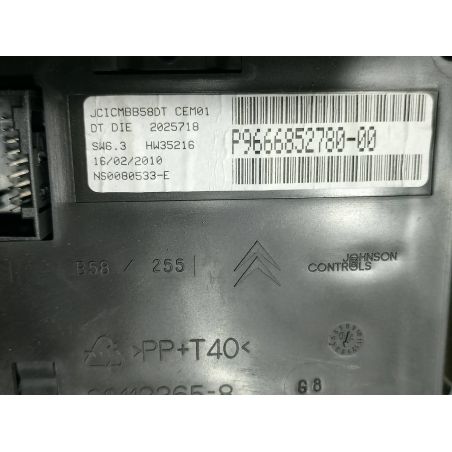 JCICMBB58DT CEM01
DT DIE 2025718
SW6.3 HW35216
16/02/2010
NS0080533-E
P9666852780-00
B58 / 255
JOHNSON
CONTROLS
>PP+T40<
G8